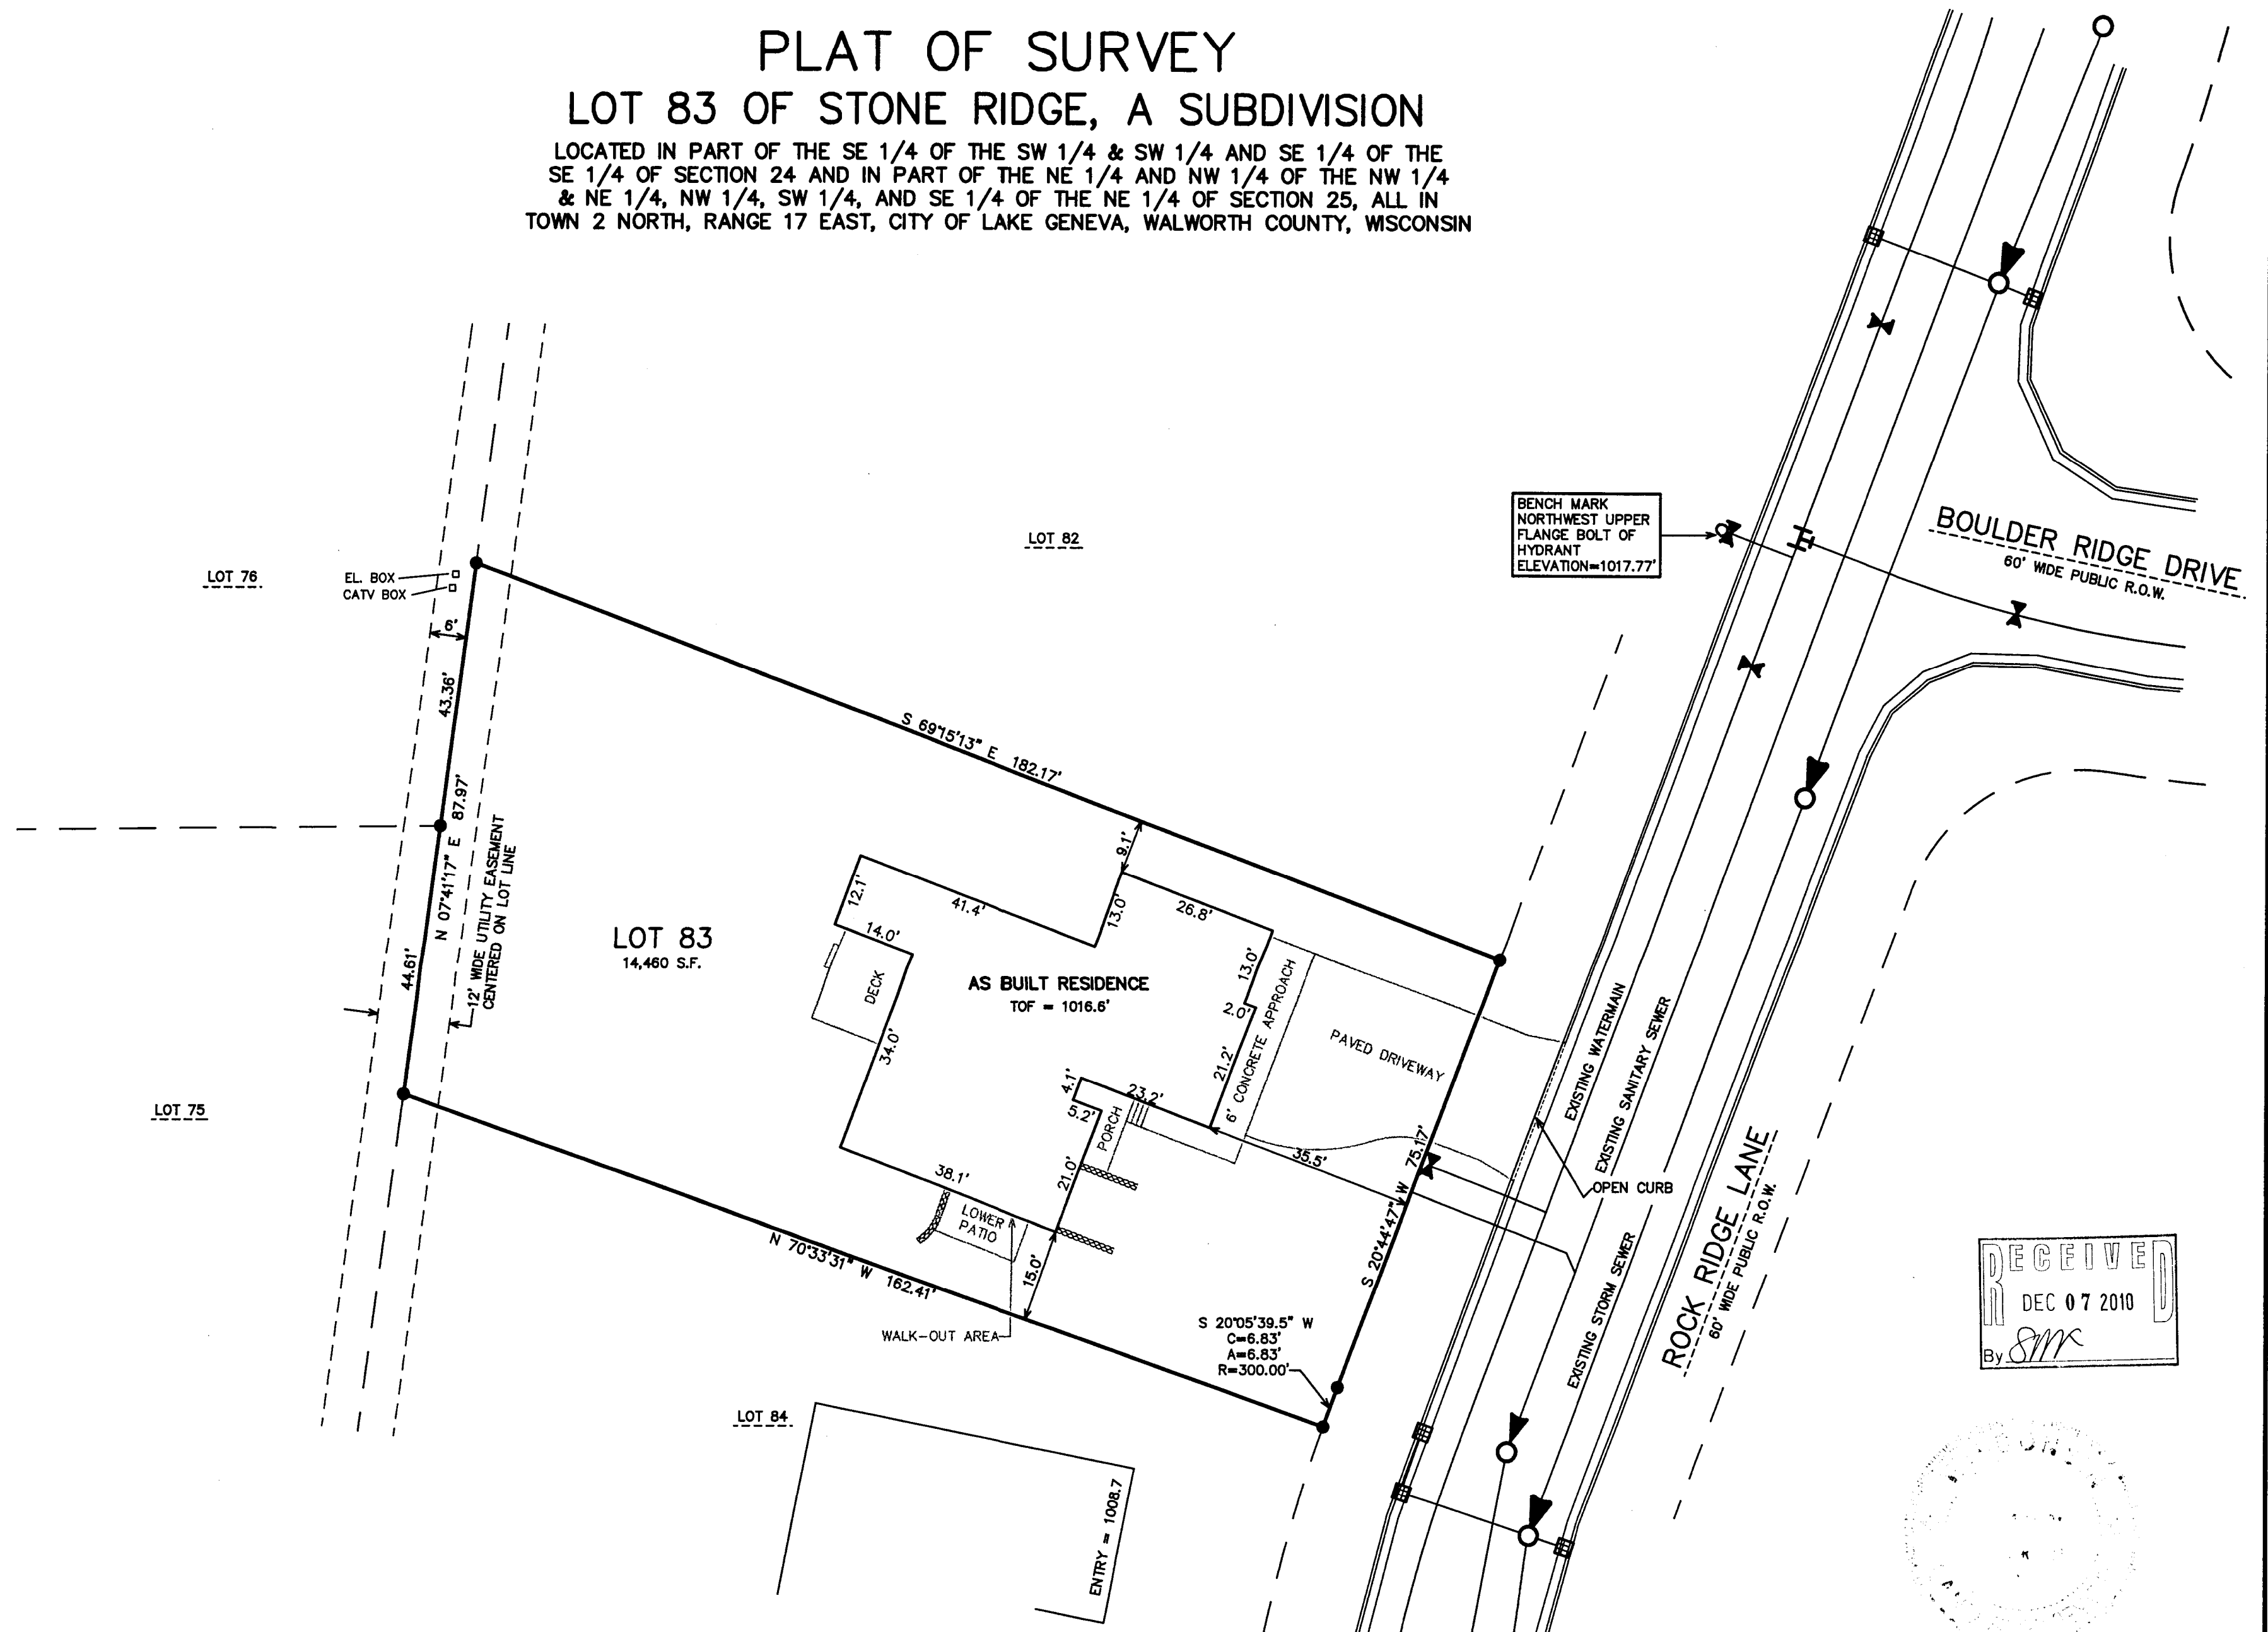 PLAT OF SURVEY
LOT 83 OF STONE RIDGE, A SUBDIVISION
LOCATED IN PART OF THE SE 1/4 OF THE SW 1/4 & SW 1/4 AND SE 1/4 OF THE
SE 1/4 OF SECTION 24 AND IN PART OF THE NE 1/4 AND NW 1/4 OF THE NW 1/4
& NE 1/4, NW 1/4, SW 1/4, AND SE 1/4 OF THE NE 1/4 OF SECTION 25, ALL IN
TOWN 2 NORTH, RANGE 17 EAST, CITY OF LAKE GENEVA, WALWORTH COUNTY, WISCONSIN
BENCH MARK
NORTHWEST UPPER
FLANGE BOLT OF
HYDRANT
ELEVATION=1017.77'
BOULDER RIDGE DRIVE
60' WIDE PUBLIC R.O.W.
LOT 82
LOT 76
EL. BOX
CATV BOX
6'
43.36'
87.97'
N 07°41'17" E
44.61'
12' WIDE UTILITY EASEMENT
CENTERED ON LOT LINE
S 69°15'13" E 182.17'
9.1'
12.1'
41.4'
13.0'
26.8'
14.0'
LOT 83
14,460 S.F.
DECK
AS BUILT RESIDENCE
TOF = 1016.6'
13.0'
2.0'
21.2'
6' CONCRETE APPROACH
PAVED DRIVEWAY
34.0'
4.1'
23.2'
5.2'
PORCH
21.0'
35.5'
38.1'
LOWER
PATIO
15.0'
WALK-OUT AREA
LOT 75
N 70°33'31" W 162.41'
S 20°44'47" W 75.17'
S 20°05'39.5" W
C=6.83'
A=6.83'
R=300.00'
EXISTING WATERMAIN
EXISTING SANITARY SEWER
OPEN CURB
EXISTING STORM SEWER
ROCK RIDGE LANE
60' WIDE PUBLIC R.O.W.
LOT 84
ENTRY = 1008.7
RECEIVED
DEC 07 2010
By SMK